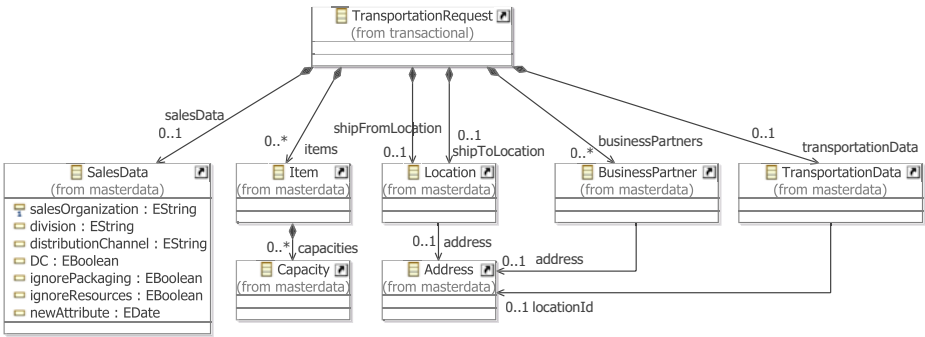 TransportationRequest
(from transactional)
salesData
0..1
0..*
items
shipFromLocation
0..1
0..1
shipToLocation
businessPartners
0..*
0..1
transportationData
SalesData
(from masterdata)
salesOrganization : EString
division : EString
distributionChannel : EString
DC : EBoolean
ignorePackaging : EBoolean
ignoreResources : EBoolean
newAttribute : EDate
Item
(from masterdata)
Location
(from masterdata)
BusinessPartner
(from masterdata)
TransportationData
(from masterdata)
0..* capacities
0..1 address
0..1 address
Capacity
(from masterdata)
Address
(from masterdata)
0..1 locationId